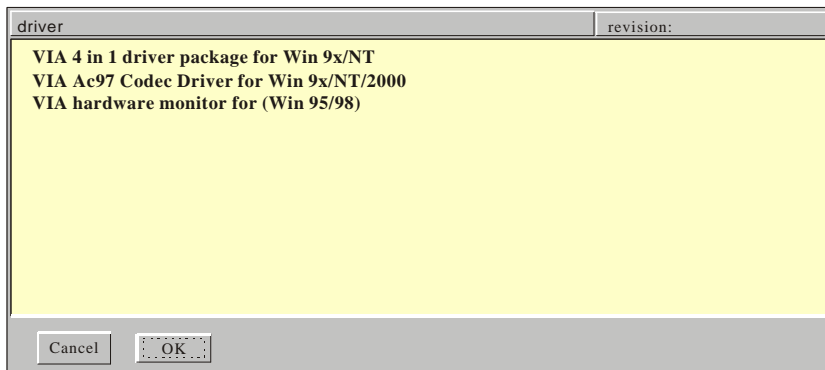 driver revision:
VIA 4 in 1 driver package for Win 9x/NT
VIA Ac97 Codec Driver for Win 9x/NT/2000
VIA hardware monitor for (Win 95/98)
Cancel OK